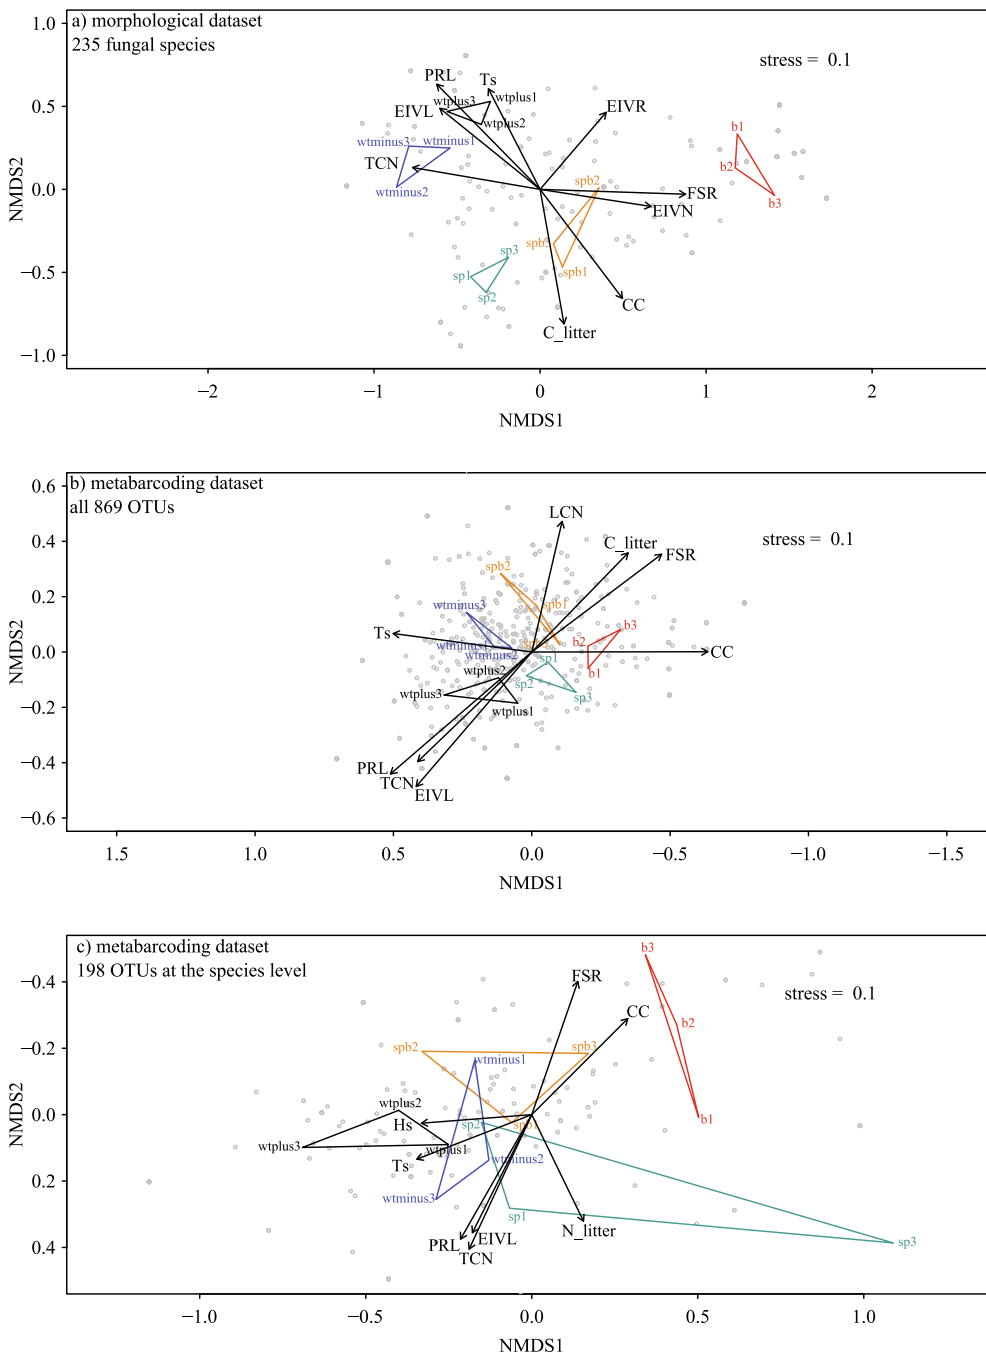 a) morphological dataset
235 fungal species
stress = 0.1
1.0
0.5
0.0
−0.5
−1.0
NMDS2
PRL
Ts
wtplus3
wtplus1
EIVL
wtplus2
EIVR
b1
wtminus3
wtminus1
TCN
b2
spb2
wtminus2
FSR
b3
EIVN
spb3
sp3
sp1
spb1
sp2
CC
C_litter
−2
−1
0
1
2
NMDS1
b) metabarcoding dataset
all 869 OTUs
stress = 0.1
0.6
0.4
0.2
0.0
−0.2
−0.4
−0.6
NMDS2
LCN
C_litter
FSR
spb2
wtminus3
spb1
b3
Ts
b2
wtminus1
CC
wtminus2
sp1
wtplus2
b1
sp2
wtplus3
sp3
wtplus1
PRL
TCN
EIVL
1.5
1.0
0.5
0.0
−0.5
−1.0
−1.5
NMDS1
c) metabarcoding dataset
198 OTUs at the species level
stress = 0.1
−0.4
−0.2
0.0
0.2
0.4
NMDS2
b3
FSR
CC
b2
spb2
spb3
wtminus1
wtplus2
b1
Hs
sp2
spb1
wtplus3
wtplus1
wtminus2
Ts
wtminus3
sp1
N_litter
PRL
EIVL
sp3
TCN
−1.0
−0.5
0.0
0.5
1.0
NMDS1